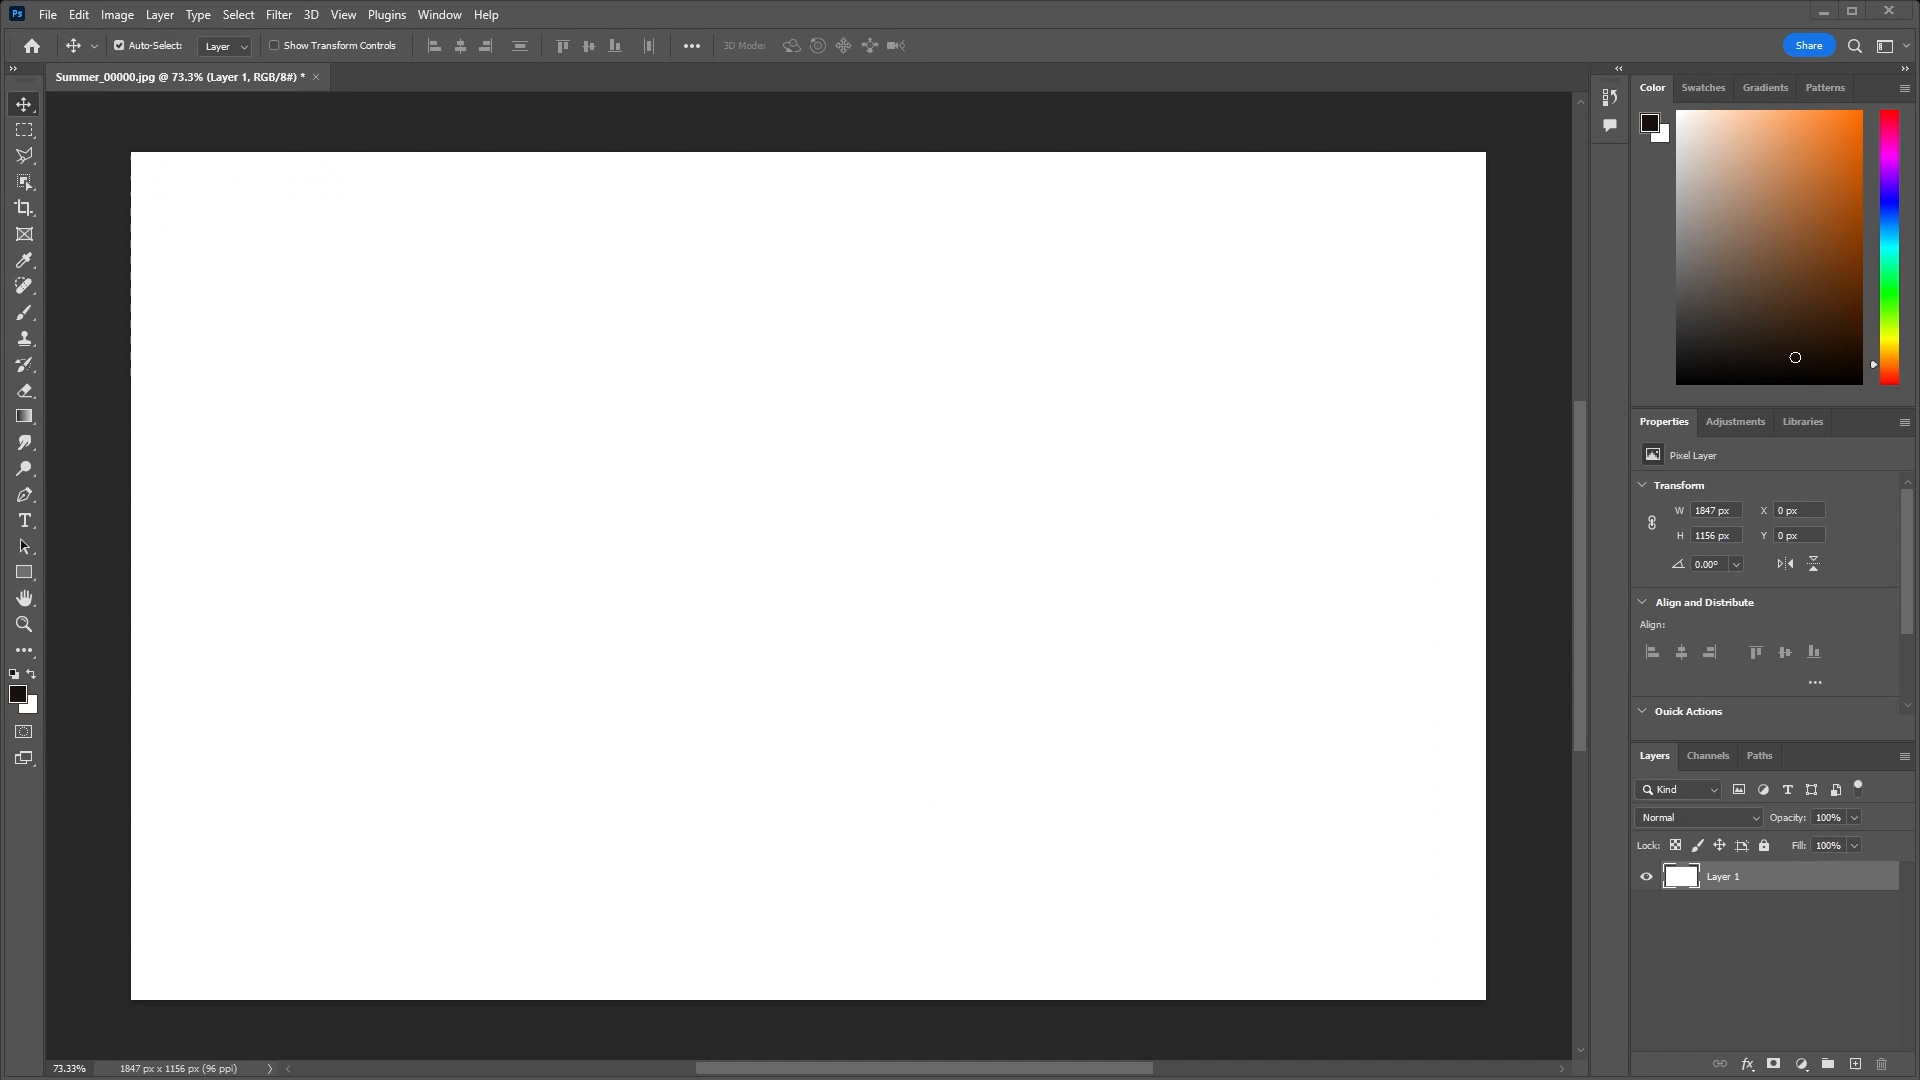 Ps File Edit Image Layer Type Select Filter 3D View Plugins Window Help
Auto-Select: Layer Show Transform Controls 3D Mode: Share
Summer_00000.jpg @ 73.3% (Layer 1, RGB/8#) *
Color Swatches Gradients Patterns
Properties Adjustments Libraries
Pixel Layer
Transform
W 1847 px X 0 px
H 1156 px Y 0 px
0.00°
Align and Distribute
Align:
Quick Actions
Layers Channels Paths
Kind
Normal Opacity: 100%
Lock: Fill: 100%
Layer 1
73.33% 1847 px x 1156 px (96 ppi)